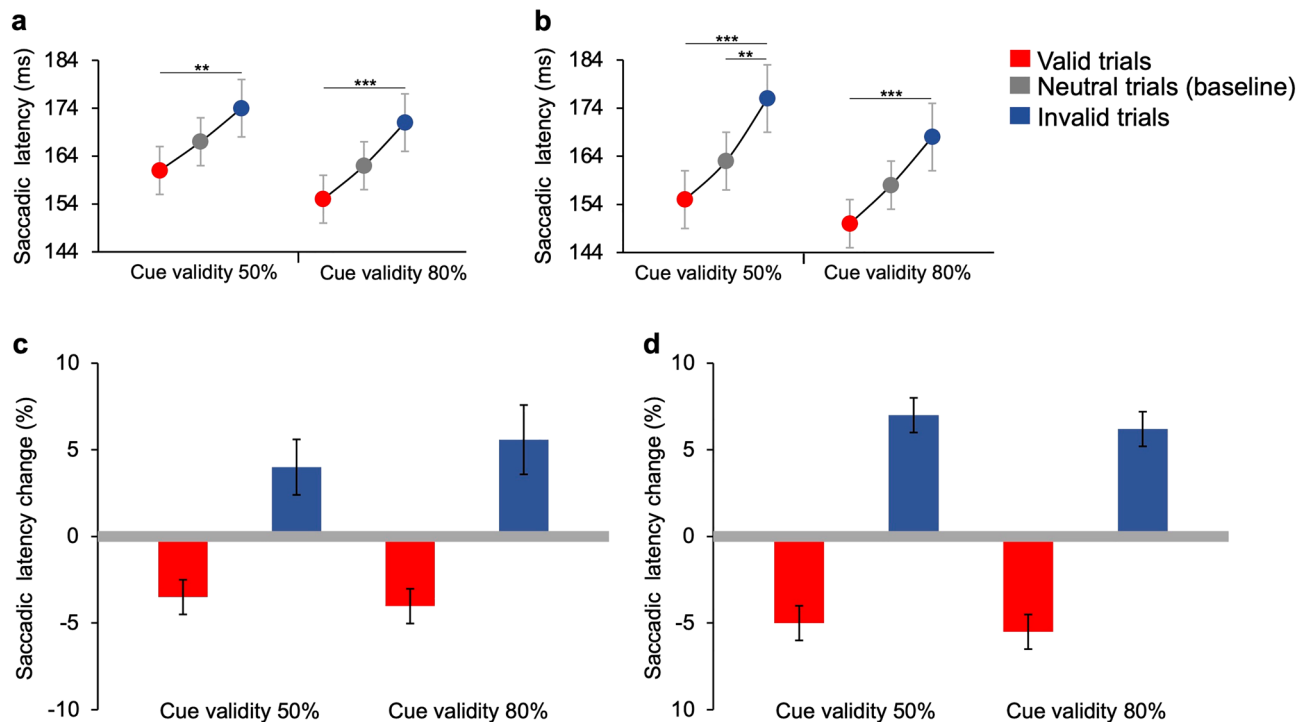 a
Saccadic latency (ms)
184
174
164
154
144
**
***
Cue validity 50%
Cue validity 80%
b
Saccadic latency (ms)
184
174
164
154
144
***
**
***
Cue validity 50%
Cue validity 80%
Valid trials
Neutral trials (baseline)
Invalid trials
c
Saccadic latency change (%)
10
5
0
-5
-10
Cue validity 50%
Cue validity 80%
d
Saccadic latency change (%)
10
5
0
-5
10
Cue validity 50%
Cue validity 80%